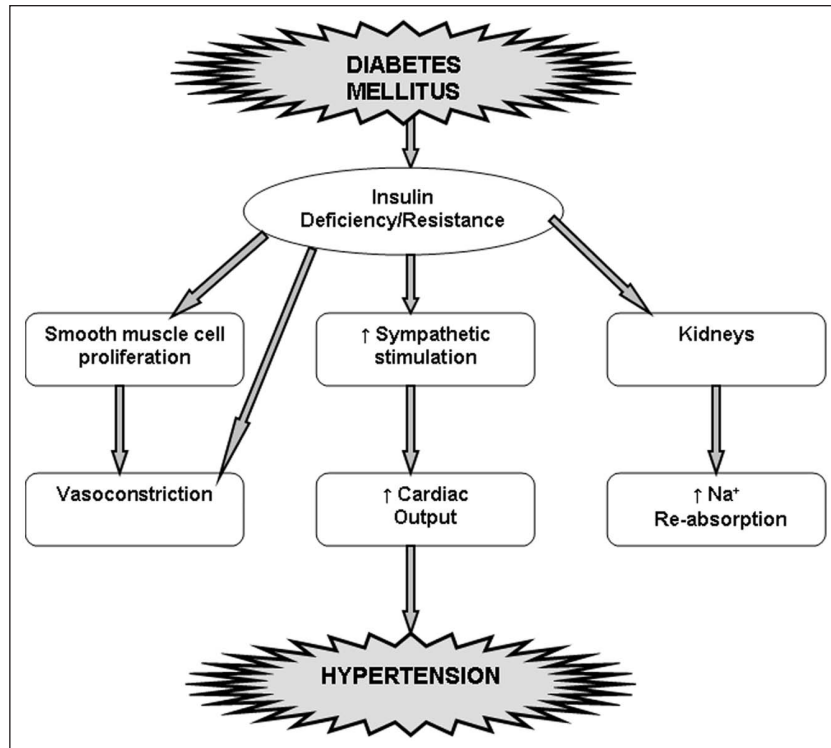 DIABETES
MELLITUS
Insulin
Deficiency/Resistance
Smooth muscle cell
proliferation
↑ Sympathetic
stimulation
Kidneys
Vasoconstriction
↑ Cardiac
Output
↑ Na⁺
Re-absorption
HYPERTENSION